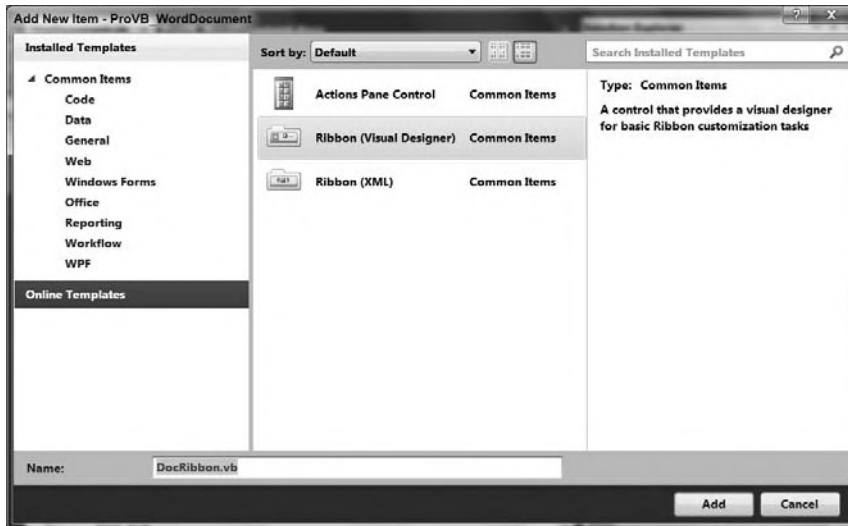 Add New Item - ProVB_WordDocument
Installed Templates
Common Items
Code
Data
General
Web
Windows Forms
Office
Reporting
Workflow
WPF
Online Templates
Sort by: Default
Actions Pane Control Common Items
Ribbon (Visual Designer) Common Items
Ribbon (XML) Common Items
Search Installed Templates
Type: Common Items
A control that provides a visual designer
for basic Ribbon customization tasks
Name: DocRibbon.vb
Add Cancel